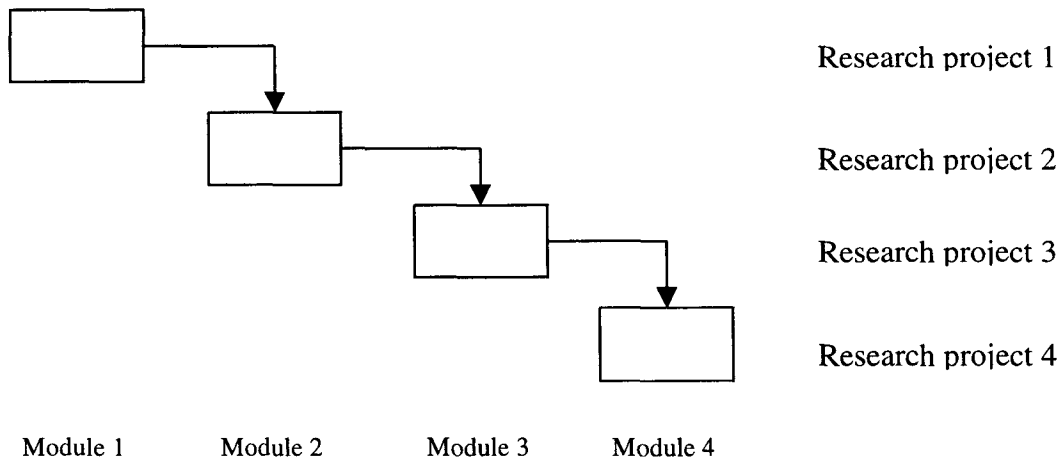 Research project 1
Research project 2
Research project 3
Research project 4
Module 1 Module 2 Module 3 Module 4